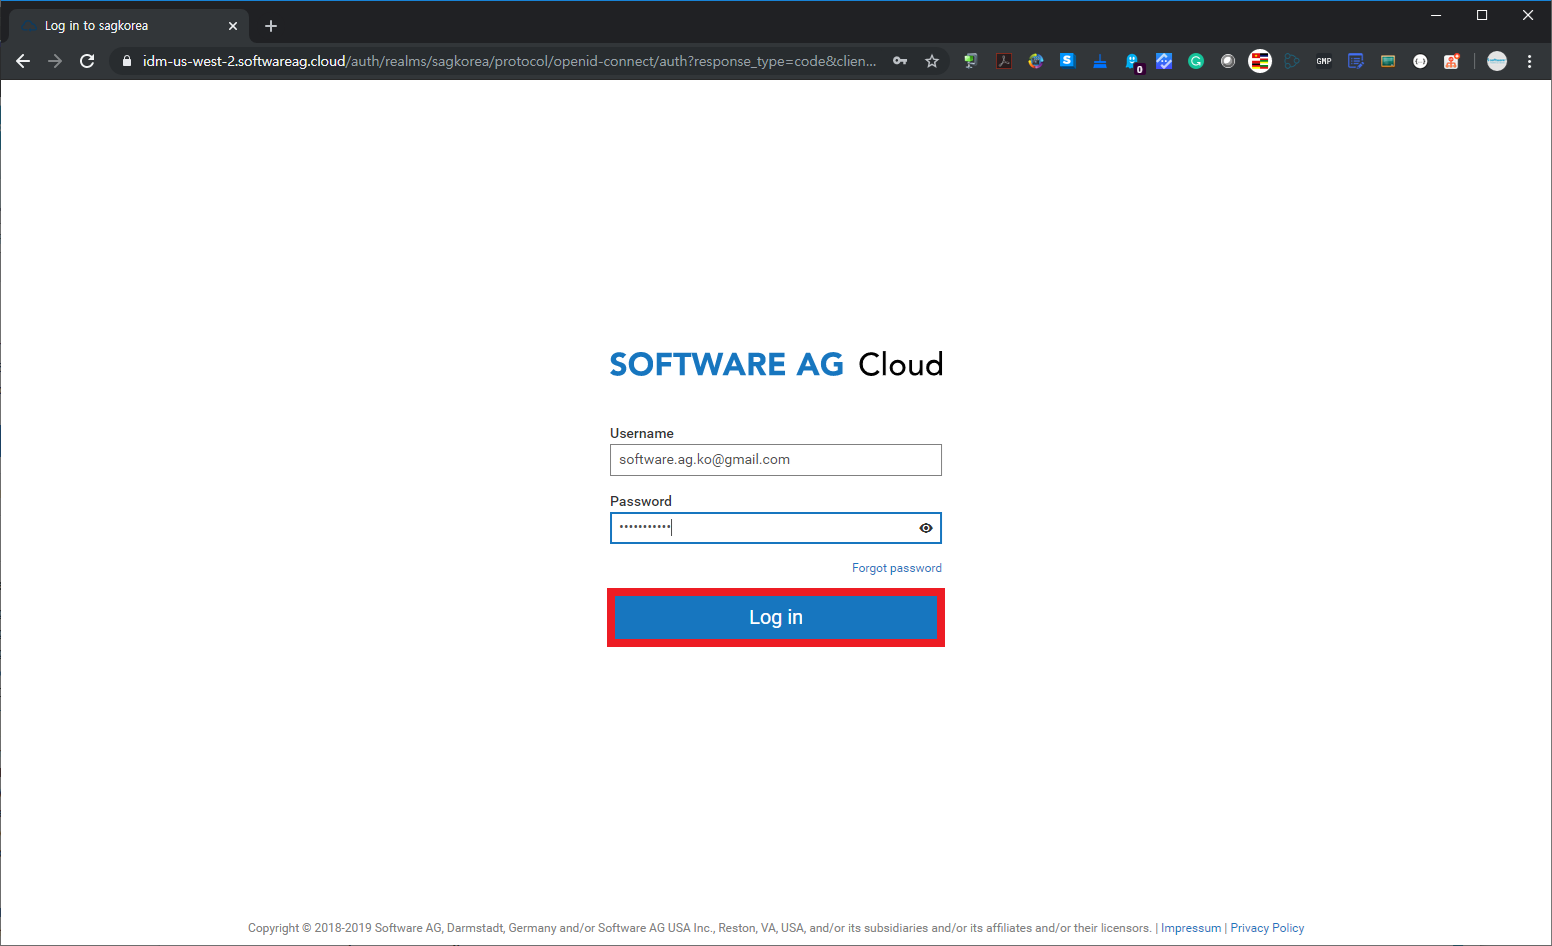 Log in to sagkorea
idm-us-west-2.softwareag.cloud/auth/realms/sagkorea/protocol/openid-connect/auth?response_type=code&clien...
S
0
G
GMP
SOFTWARE AG Cloud
Username
software.ag.ko@gmail.com
Password
•••••••••••
Forgot password
Log in
Copyright © 2018-2019 Software AG, Darmstadt, Germany and/or Software AG USA Inc., Reston, VA, USA, and/or its subsidiaries and/or its affiliates and/or their licensors. | Impressum | Privacy Policy